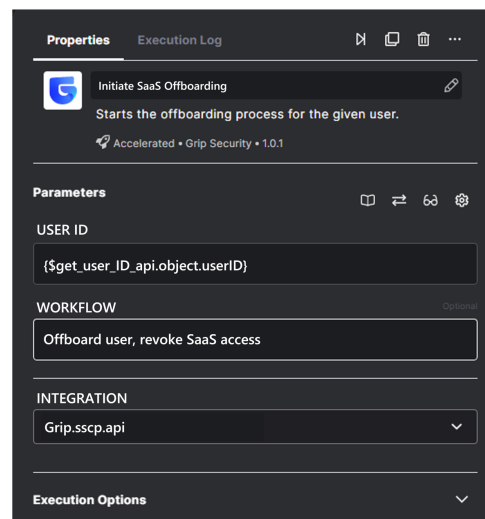 Properties Execution Log
Initiate SaaS Offboarding
Starts the offboarding process for the given user.
Accelerated • Grip Security • 1.0.1
Parameters
USER ID
{$get_user_ID_api.object.userID}
WORKFLOW Optional
Offboard user, revoke SaaS access
INTEGRATION
Grip.sscp.api
Execution Options